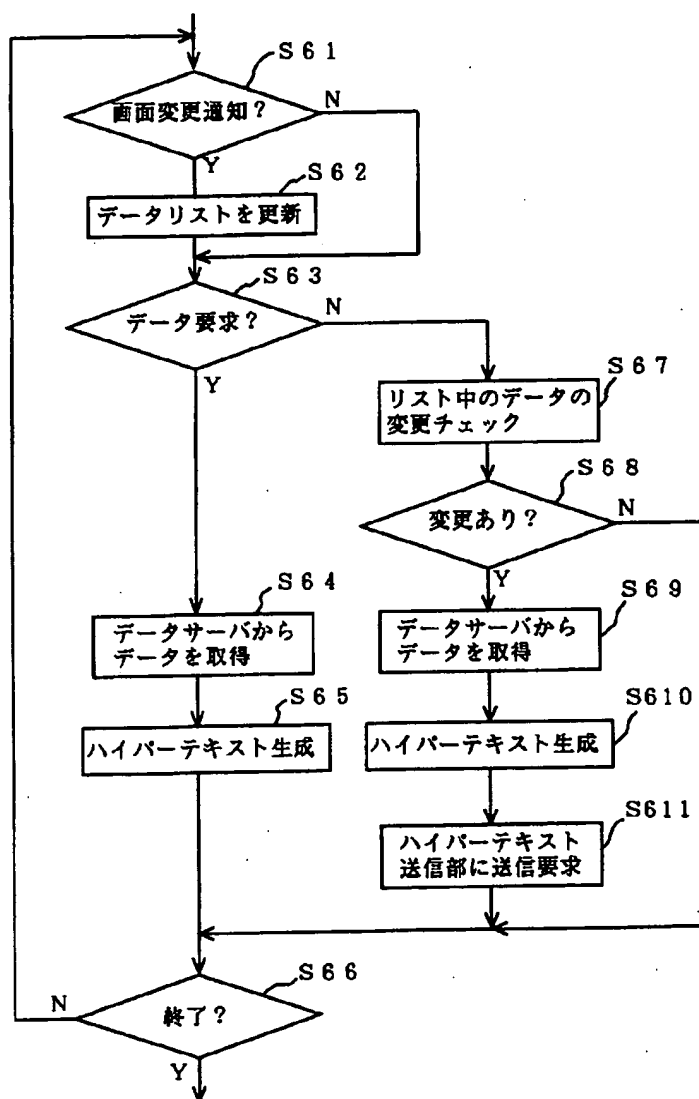 S61
画面変更通知?
N
Y
S62
データリストを更新
S63
データ要求?
N
Y
S67
リスト中のデータの
変更チェック
S68
変更あり?
N
Y
S64
データサーバから
データを取得
S69
データサーバから
データを取得
S65
ハイパーテキスト生成
S610
ハイパーテキスト生成
S611
ハイパーテキスト
送信部に送信要求
S66
終了?
N
Y